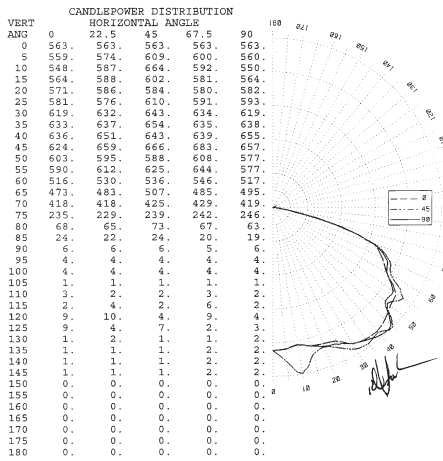 CANDLEPOWER DISTRIBUTION
VERT HORIZONTAL ANGLE
ANG 0 22.5 45 67.5 90
0 563. 563. 563. 563. 563.
5 559. 574. 609. 600. 560.
10 548. 587. 664. 592. 550.
15 564. 588. 602. 581. 564.
20 571. 586. 584. 580. 582.
25 581. 576. 610. 591. 593.
30 619. 632. 643. 634. 619.
35 633. 637. 654. 635. 638.
40 636. 651. 643. 639. 655.
45 624. 659. 666. 683. 657.
50 603. 595. 588. 608. 577.
55 590. 612. 625. 644. 577.
60 516. 530. 536. 546. 517.
65 473. 483. 507. 485. 495.
70 418. 418. 425. 429. 419.
75 235. 229. 239. 242. 246.
80 68. 65. 73. 67. 63.
85 24. 22. 24. 20. 19.
90 6. 6. 6. 5. 6.
95 4. 4. 4. 4. 4.
100 4. 4. 4. 4. 4.
105 1. 1. 1. 1. 1.
110 3. 2. 2. 3. 2.
115 2. 4. 2. 6. 2.
120 9. 10. 4. 9. 4.
125 9. 4. 7. 2. 3.
130 1. 2. 1. 1. 2.
135 1. 1. 1. 2. 2.
140 1. 1. 1. 2. 2.
145 1. 1. 1. 2. 2.
150 0. 0. 0. 0. 0.
155 0. 0. 0. 0. 0.
160 0. 0. 0. 0. 0.
165 0. 0. 0. 0. 0.
170 0. 0. 0. 0. 0.
175 0. 0. 0. 0. 0.
180 0. 0. 0. 0. 0.
180
170
160
150
140
130
120
0
45
90
60
50
40
30
20
10
0